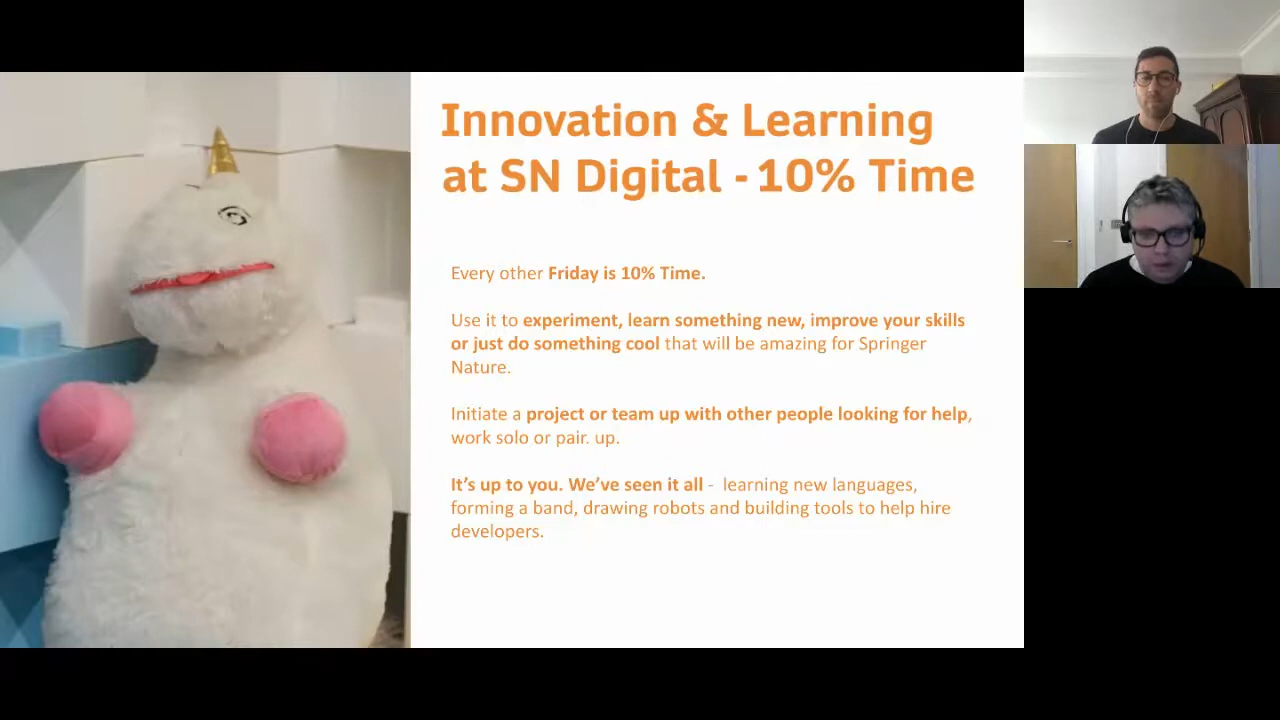 Innovation & Learning
at SN Digital - 10% Time
Every other Friday is 10% Time.
Use it to experiment, learn something new, improve your skills
or just do something cool that will be amazing for Springer
Nature.
Initiate a project or team up with other people looking for help,
work solo or pair. up.
It's up to you. We've seen it all -  learning new languages,
forming a band, drawing robots and building tools to help hire
developers.